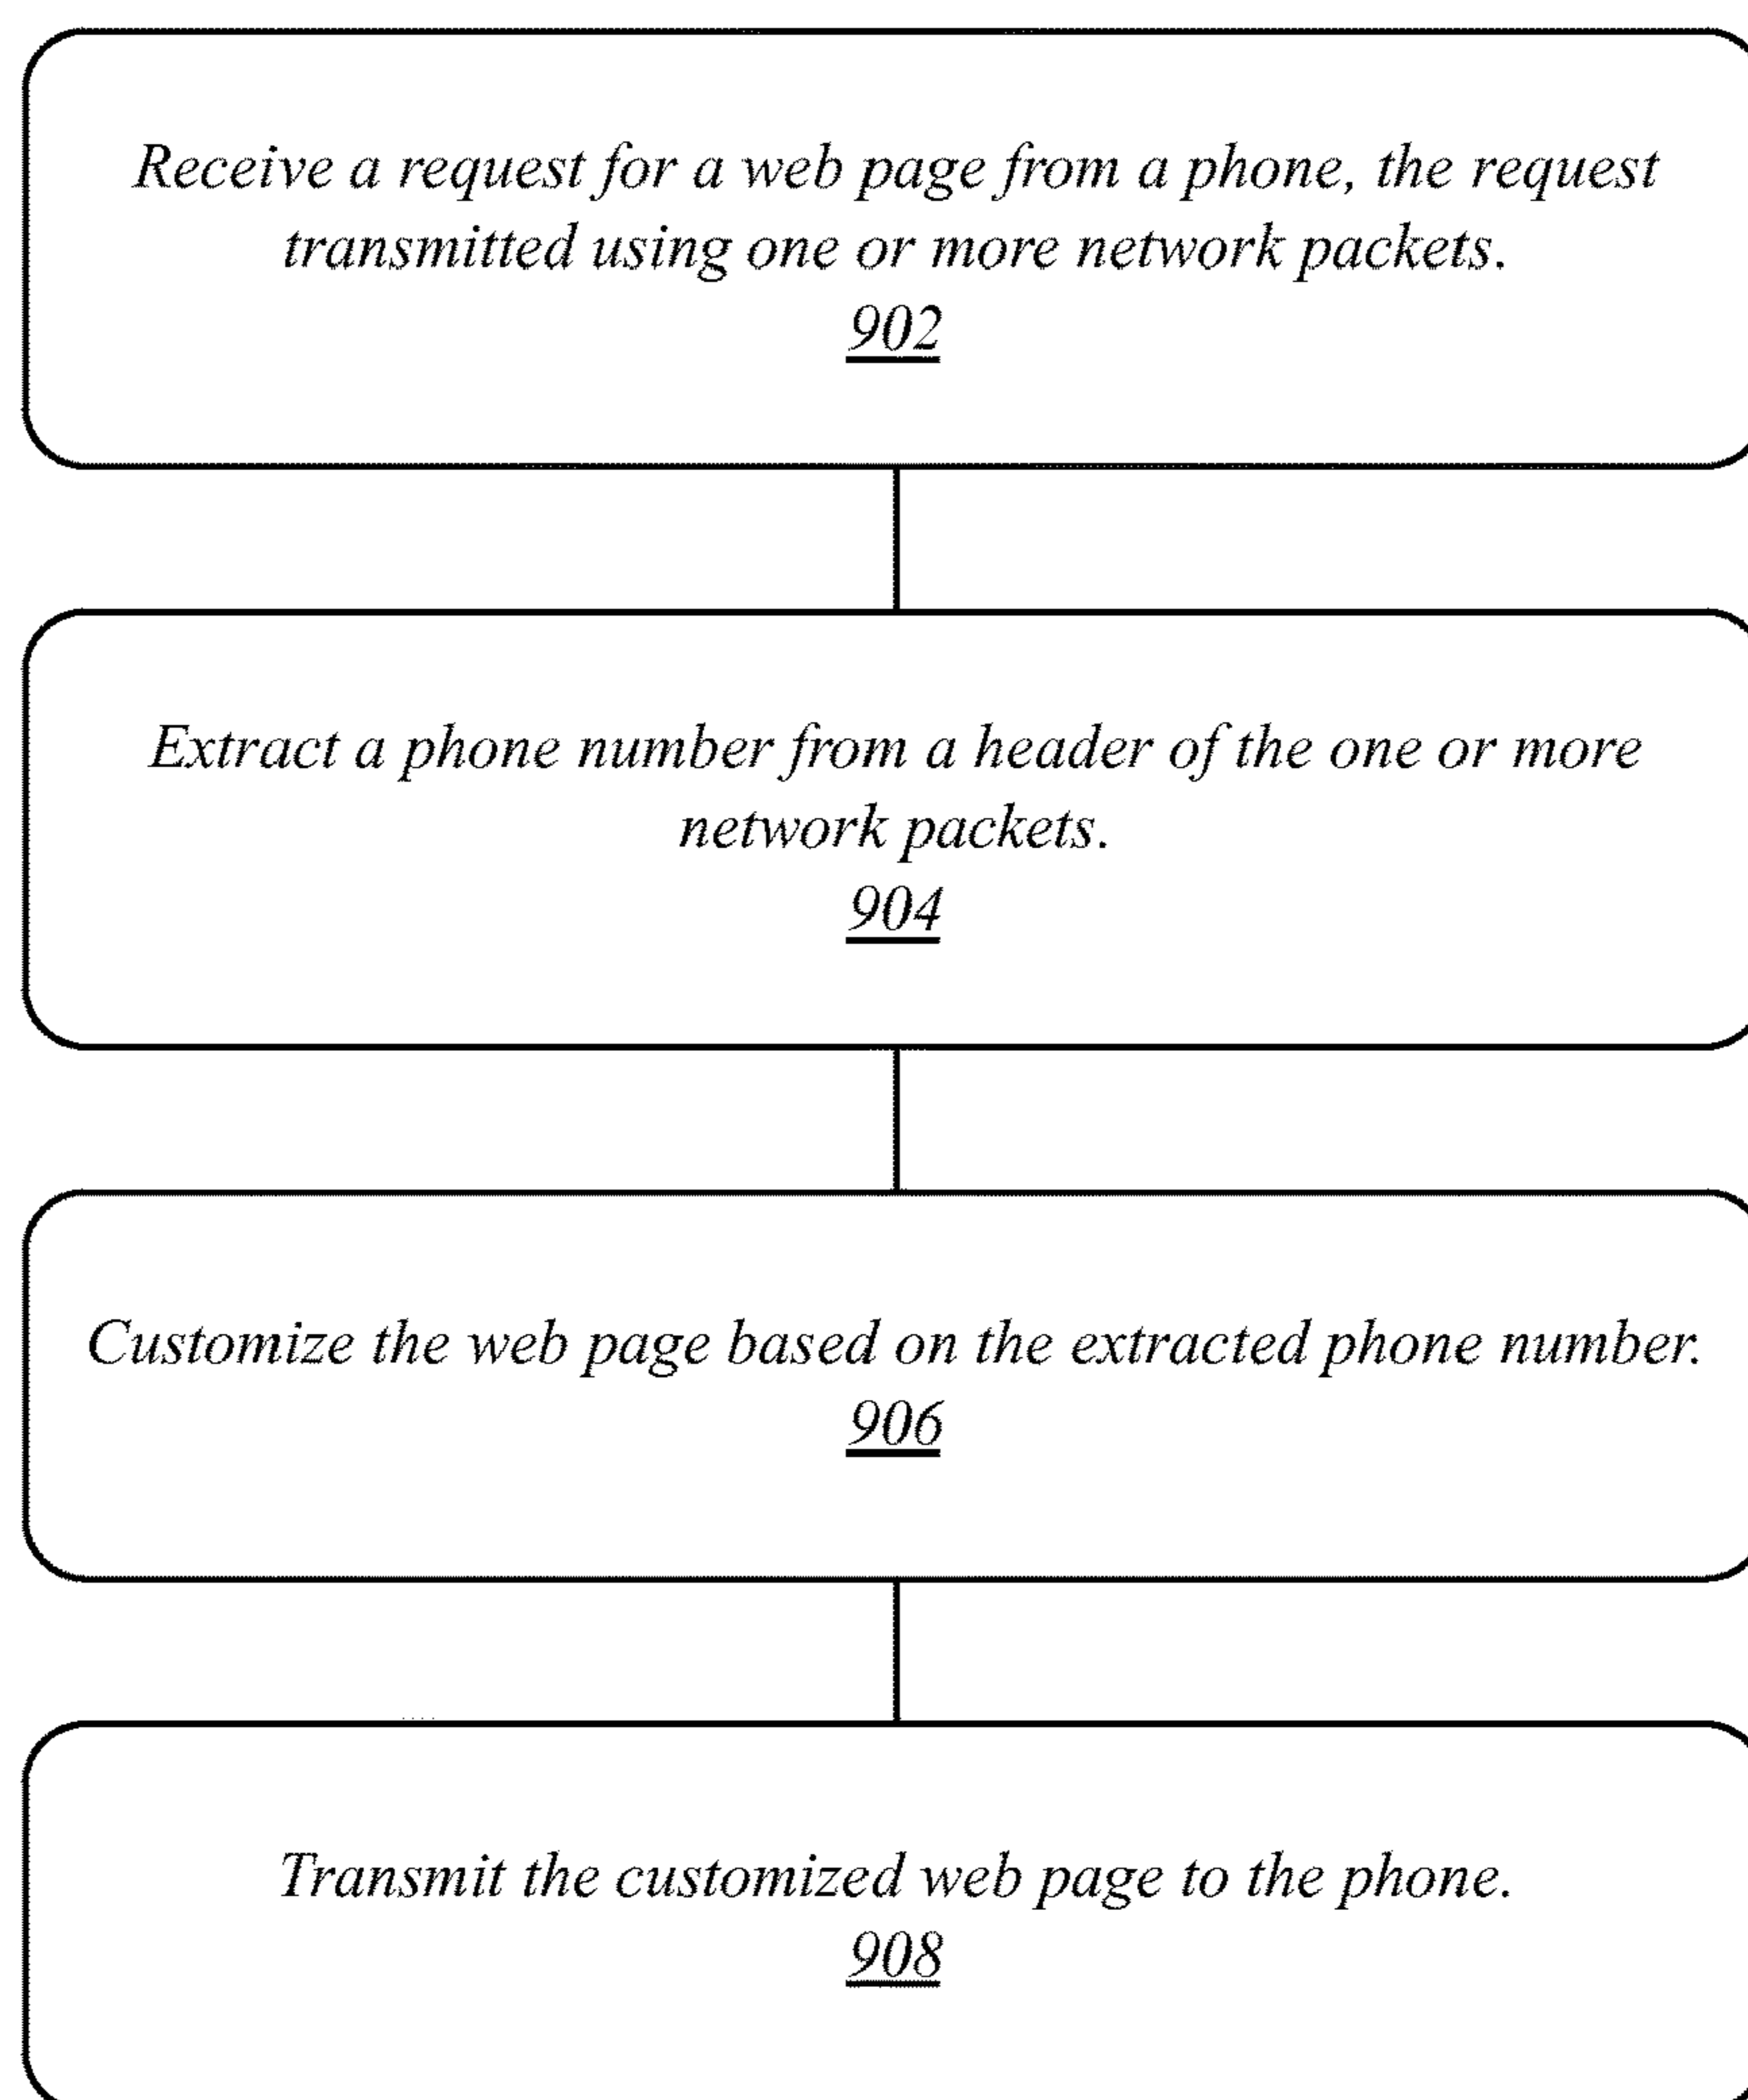 Receive a request for a web page from a phone, the request
transmitted using one or more network packets.
902
Extract a phone number from a header of the one or more
network packets.
904
Customize the web page based on the extracted phone number.
906
Transmit the customized web page to the phone.
908